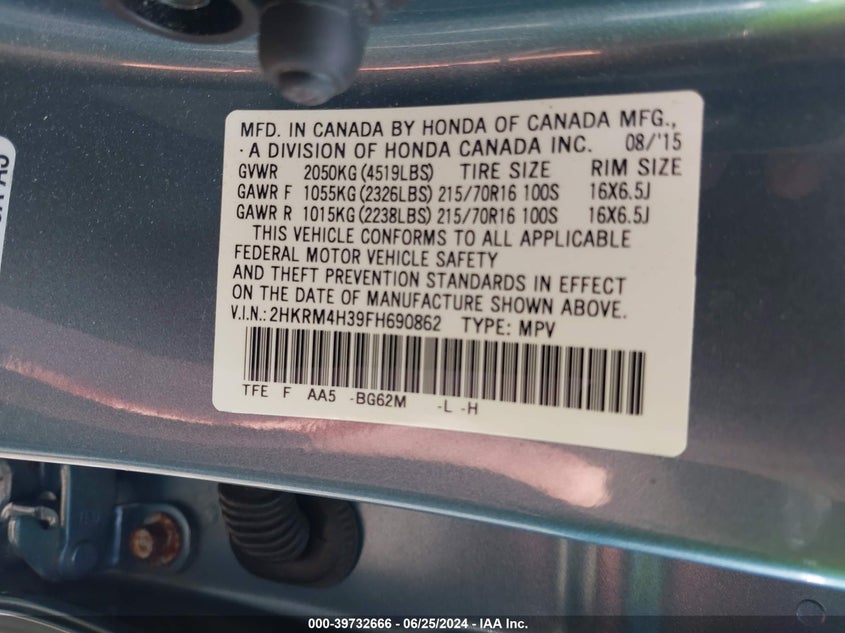 MFD. IN CANADA BY HONDA OF CANADA MFG.,
A DIVISION OF HONDA CANADA INC. 08/'15
GVWR 2050KG (4519LBS) TIRE SIZE RIM SIZE
GAWR F 1055KG (2326LBS) 215/70R16 100S 16X6.5J
GAWR R 1015KG (2238LBS) 215/70R16 100S 16X6.5J
THIS VEHICLE CONFORMS TO ALL APPLICABLE
FEDERAL MOTOR VEHICLE SAFETY
AND THEFT PREVENTION STANDARDS IN EFFECT
ON THE DATE OF MANUFACTURE SHOWN ABOVE.
V.I.N.: 2HKRM4H39FH690862 TYPE: MPV
TFE F AA5 -BG62M -L -H
000-39732666 - 06/25/2024 - IAA Inc.